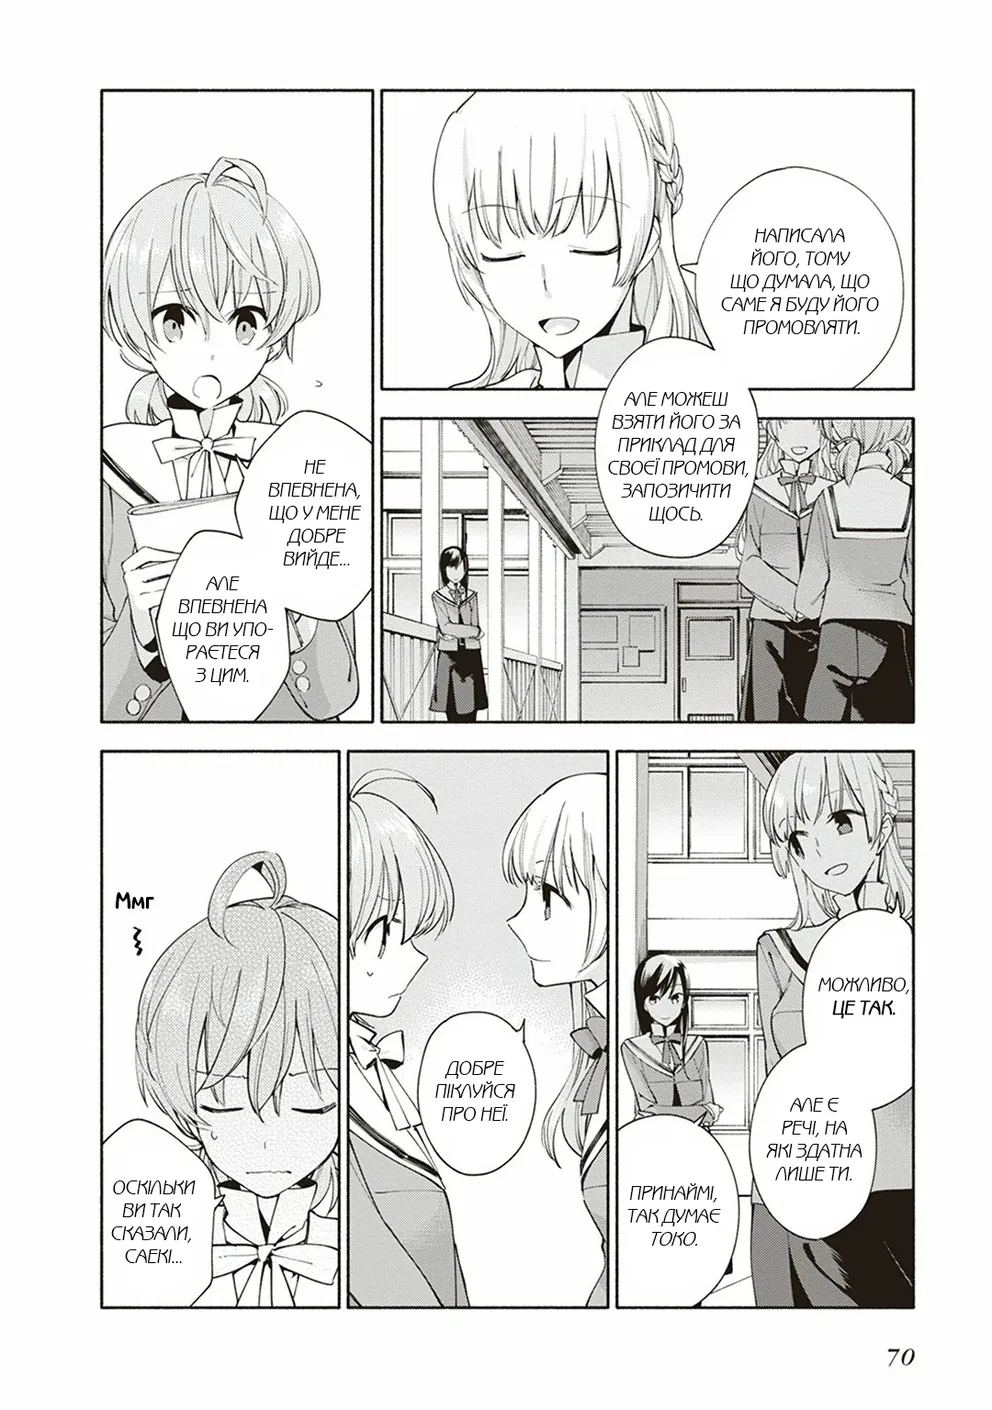 НАПИСАЛА
ЙОГО, ТОМУ
ЩО ДУМАЛА, ЩО
САМЕ Я БУДУ ЙОГО
ПРОМОВЛЯТИ.
АЛЕ МОЖЕШ
ВЗЯТИ ЙОГО ЗА
ПРИКЛАД ДЛЯ
СВОЄЇ ПРОМОВИ,
ЗАПОЗИЧИТИ
ЩОСЬ.
НЕ
ВПЕВНЕНА,
ЩО У МЕНЕ
ДОБРЕ
ВИЙДЕ...
АЛЕ
ВПЕВНЕНА
ЩО ВИ УПО-
РАЄТЕСЯ
З ЦИМ.
МОЖЛИВО,
ЦЕ ТАК.
АЛЕ Є
РЕЧІ, НА
ЯКІ ЗДАТНА
ЛИШЕ ТИ.
ПРИНАЙМІ,
ТАК ДУМАЄ
ТОКО.
ДОБРЕ
ПІКЛУЙСЯ
ПРО НЕЇ.
Ммг
ОСКІЛЬКИ
ВИ ТАК
СКАЗАЛИ,
САЕКІ...
70